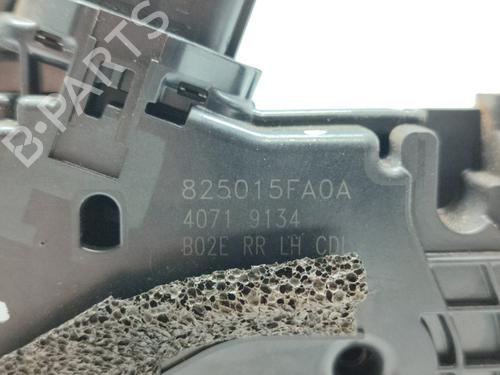 B-PARTS
825015FA0A
4071 9134
B02E RR LH CDL